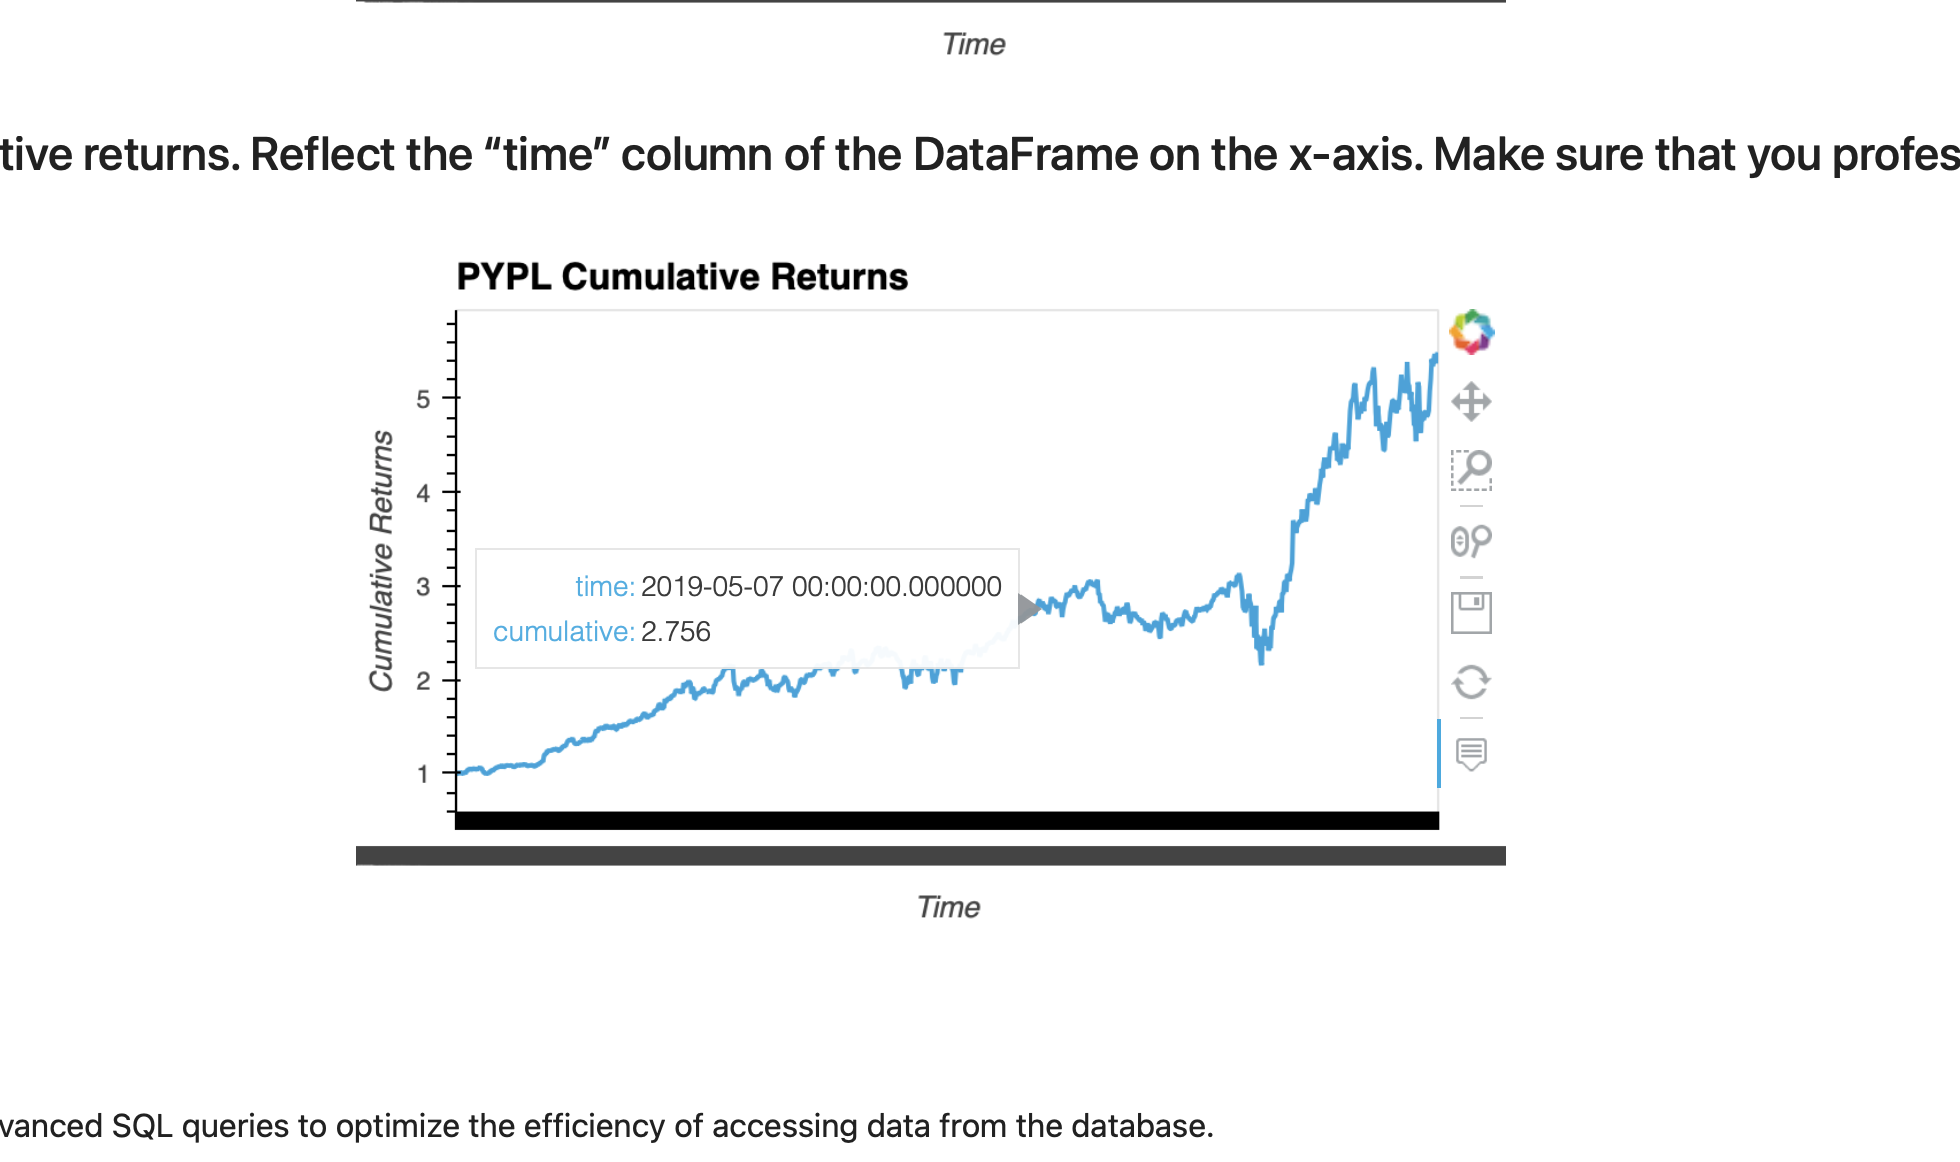 Time
tive returns. Reflect the “time” column of the DataFrame on the x-axis. Make sure that you profes
PYPL Cumulative Returns
Cumulative Returns
5
4
3
2
1
time: 2019-05-07 00:00:00.000000
cumulative: 2.756
Time
vanced SQL queries to optimize the efficiency of accessing data from the database.